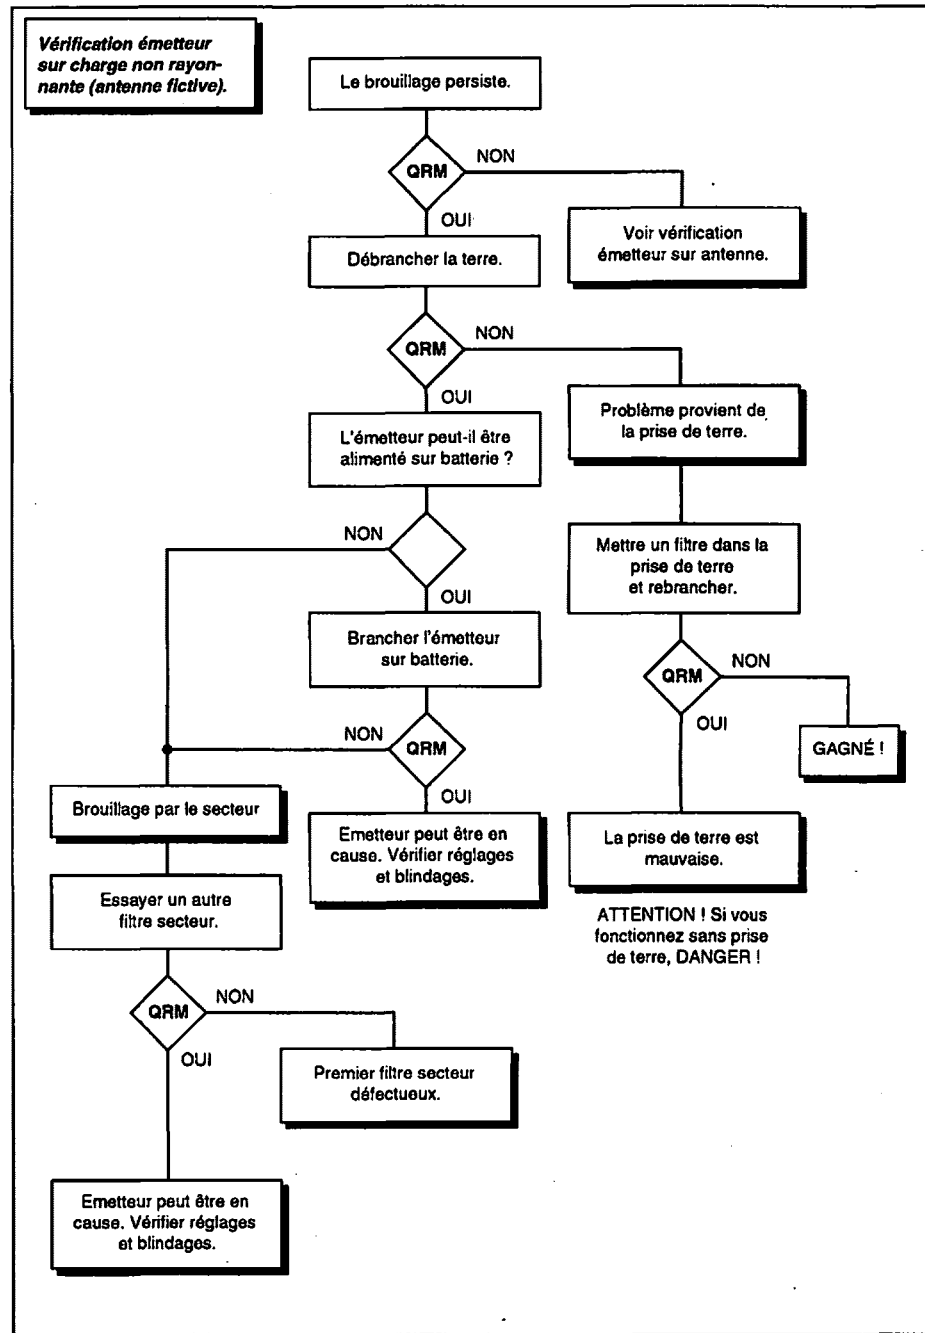 Vérification émetteur
sur charge non rayon-
nante (antenne fictive).
Le brouillage persiste.
QRM
NON
OUI
Voir vérification
émetteur sur antenne.
Débrancher la terre.
QRM
NON
OUI
Problème provient de
la prise de terre.
L'émetteur peut-il être
alimenté sur batterie ?
NON
OUI
Mettre un filtre dans la
prise de terre
et rebrancher.
Brancher l'émetteur
sur batterie.
QRM
NON
OUI
GAGNÉ !
NON
QRM
OUI
Brouillage par le secteur
Emetteur peut être en
cause. Vérifier réglages
et blindages.
La prise de terre est
mauvaise.
ATTENTION ! Si vous
fonctionnez sans prise
de terre, DANGER !
Essayer un autre
filtre secteur.
QRM
NON
OUI
Premier filtre secteur
défectueux.
Emetteur peut être en
cause. Vérifier réglages
et blindages.